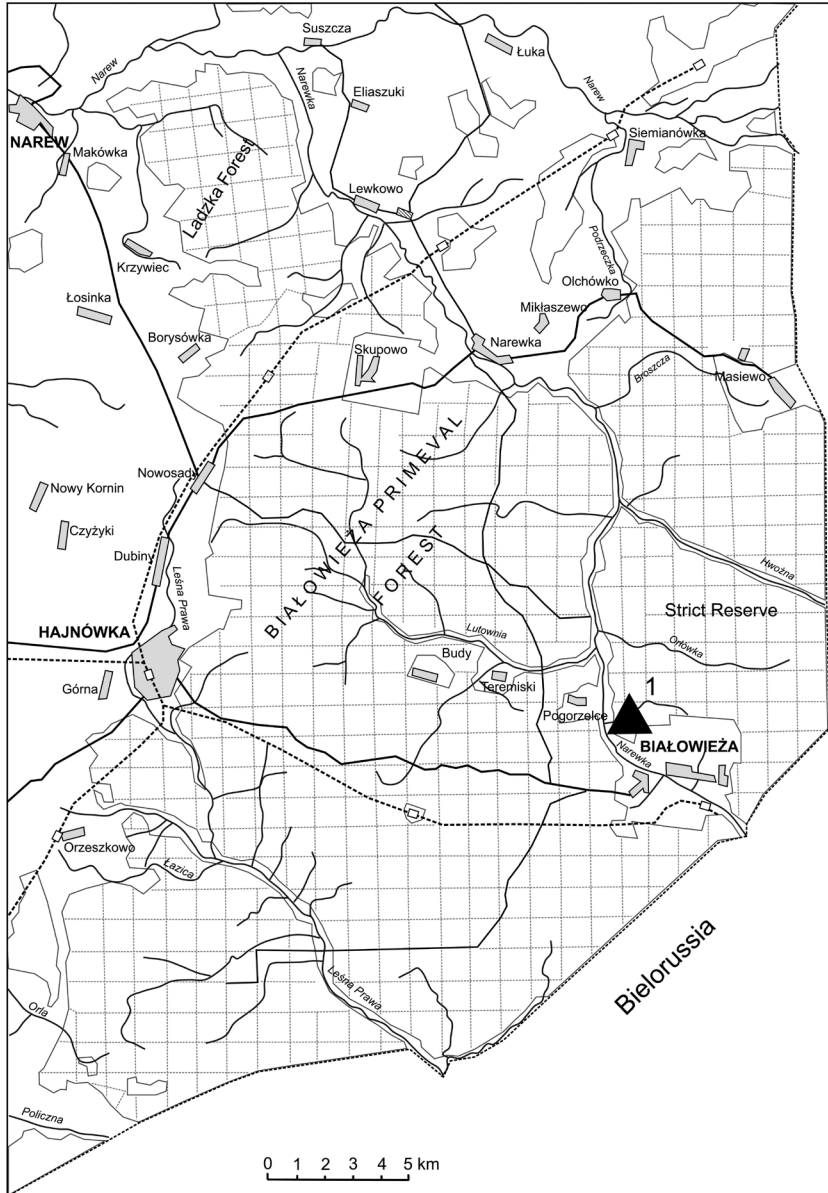 Suszcza
Łuka
Narew
Narewka
Eliaszuki
Narew
NAREW
Makówka
Siemianówka
Ladzka Forest
Lewkowo
Krzywiec
Podrzeczka
Łosinka
Olchówko
Mikłaszewo
Borysówka
Narewka
Skupowo
Broszcza
Masiewo
Nowosady
Nowy Kornin
Czyżyki
Dubiny
Leśna Prawa
BIAŁOWIEŻA PRIMEVAL
FOREST
Hwoźna
Strict Reserve
HAJNÓWKA
Lutownia
Orłówka
Budy
Górna
Teremiski
1
Pogorzelce
BIAŁOWIEŻA
Narewka
Orzeszkowo
Łazica
Bielorussia
Leśna Prawa
Orla
Policzna
0 1 2 3 4 5 km